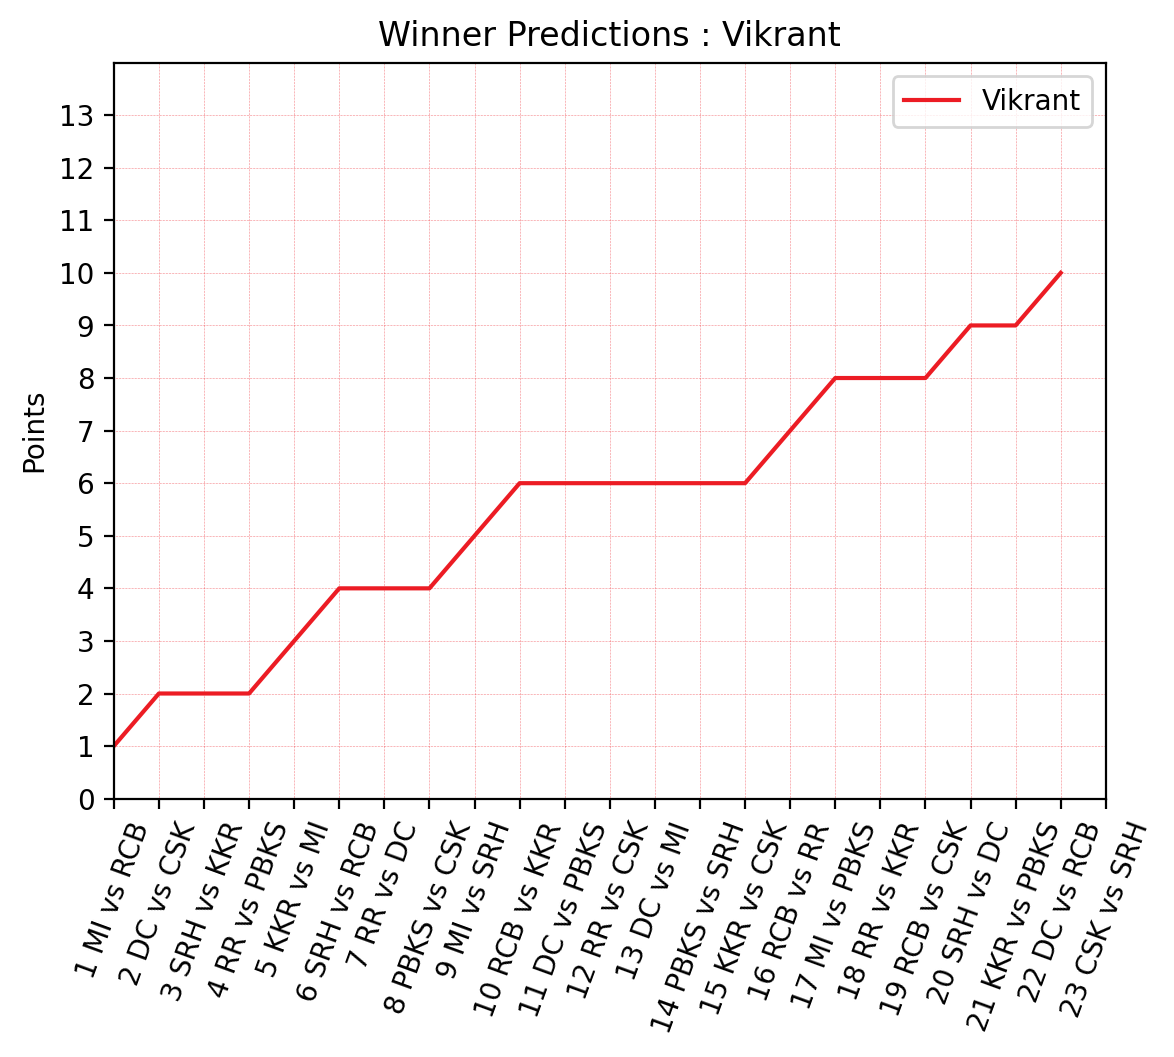 Winner Predictions : Vikrant
Vikrant
13
12
11
10
9
8
7
6
5
4
3
2
1
0
Points
1 MI vs RCB
2 DC vs CSK
3 SRH vs KKR
4 RR vs PBKS
5 KKR vs MI
6 SRH vs RCB
7 RR vs DC
8 PBKS vs CSK
9 MI vs SRH
10 RCB vs KKR
11 DC vs PBKS
12 RR vs CSK
13 DC vs MI
14 PBKS vs SRH
15 KKR vs CSK
16 RCB vs RR
17 MI vs PBKS
18 RR vs KKR
19 RCB vs CSK
20 SRH vs DC
21 KKR vs PBKS
22 DC vs RCB
23 CSK vs SRH